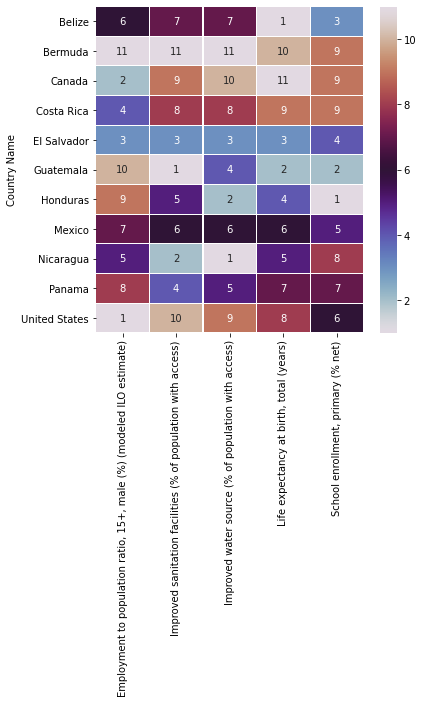 Country Name
Belize 6 7 7 1 3
Bermuda 11 11 11 10 9
Canada 2 9 10 11 9
Costa Rica 4 8 8 9 9
El Salvador 3 3 3 3 4
Guatemala 10 1 4 2 2
Honduras 9 5 2 4 1
Mexico 7 6 6 6 5
Nicaragua 5 2 1 5 8
Panama 8 4 5 7 7
United States 1 10 9 8 6
Employment to population ratio, 15+, male (%) (modeled ILO estimate)
Improved sanitation facilities (% of population with access)
Improved water source (% of population with access)
Life expectancy at birth, total (years)
School enrollment, primary (% net)
10
8
6
4
2